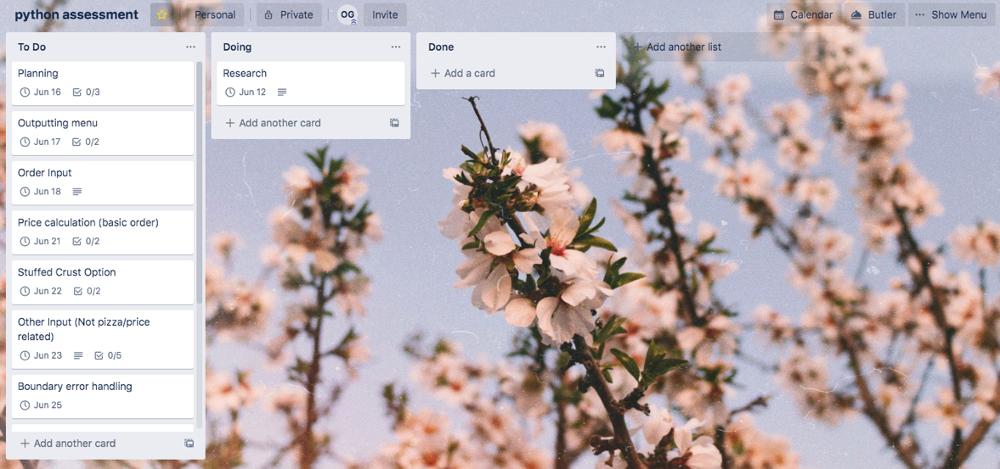 python assessment
Personal
Private
OG
Invite
Calendar
Butler
Show Menu
To Do
Planning
Jun 16 0/3
Outputting menu
Jun 17 0/2
Order Input
Jun 18
Price calculation (basic order)
Jun 21 0/2
Stuffed Crust Option
Jun 22 0/2
Other Input (Not pizza/price
related)
Jun 23 0/5
Boundary error handling
Jun 25
+ Add another card
Doing
Research
Jun 12
+ Add another card
Done
+ Add a card
+ Add another list